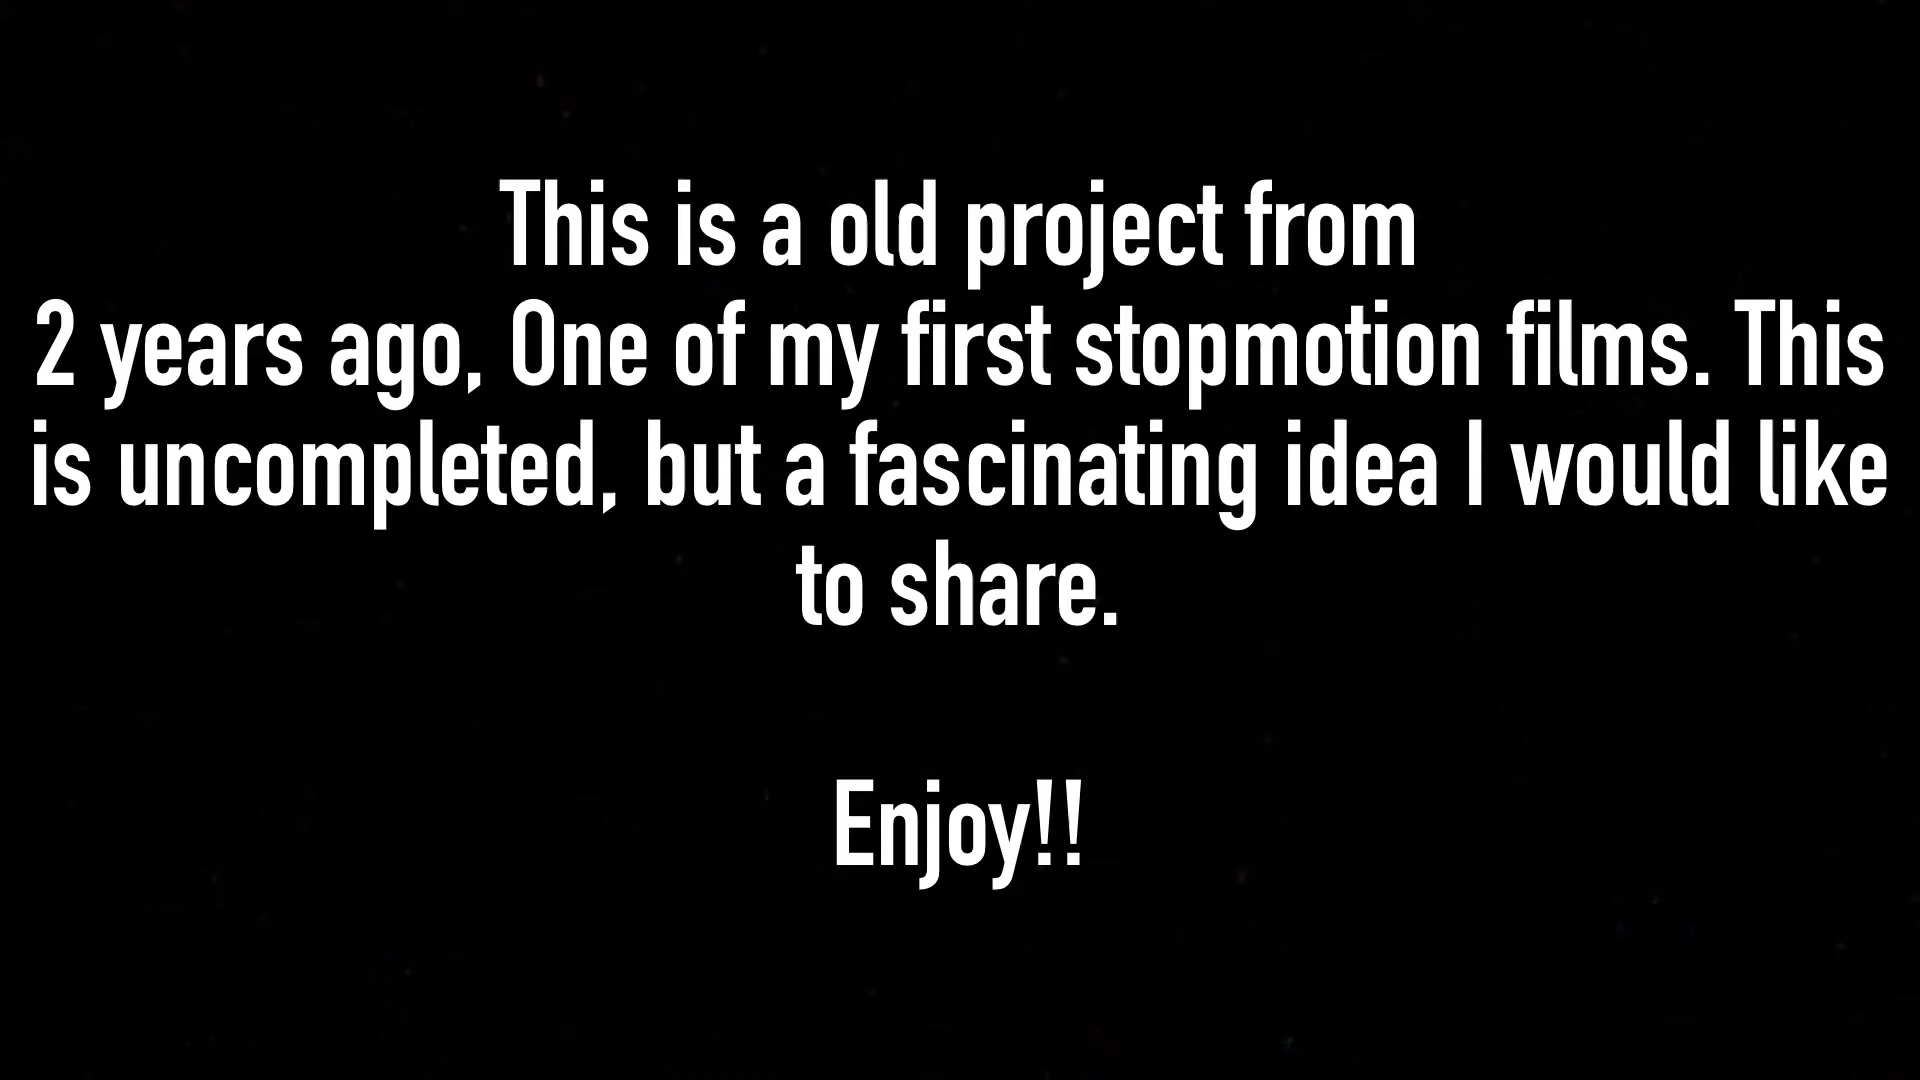 This is a old project from
2 years ago, One of my first stopmotion films. This
is uncompleted, but a fascinating idea I would like
to share.
Enjoy!!